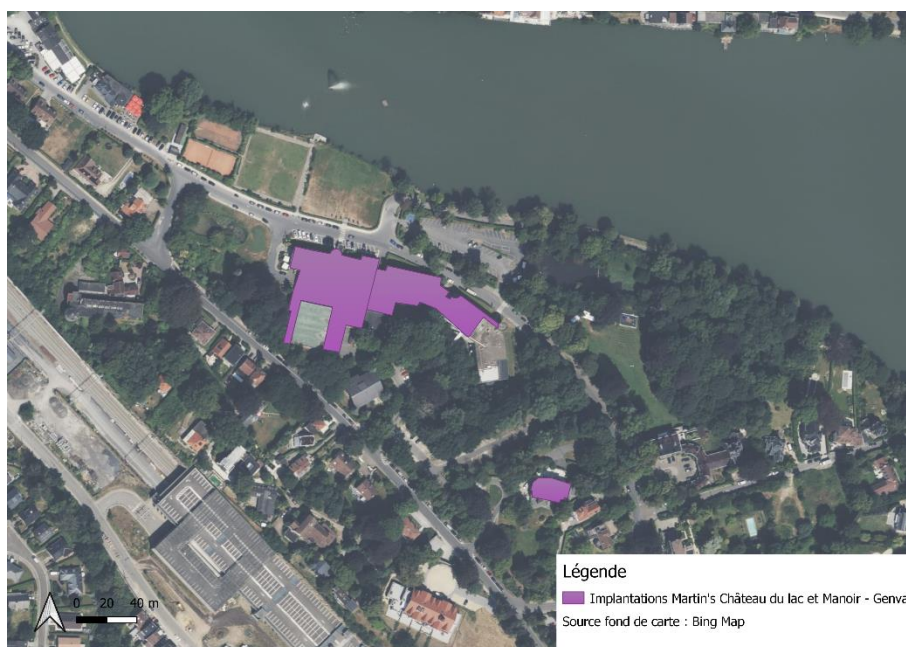 0 20 40 m
Légende
Implantations Martin's Château du lac et Manoir - Genva
Source fond de carte : Bing Map